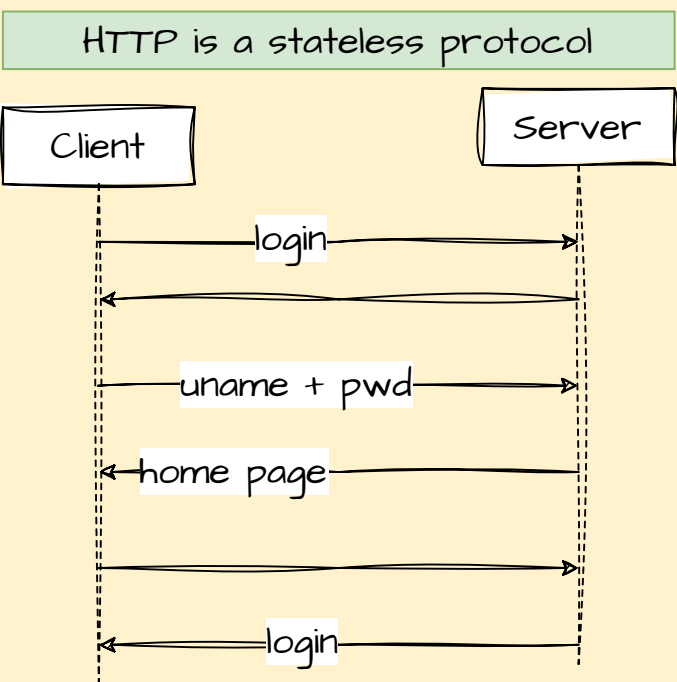 HTTP is a stateless protocol
Client
Server
login
uname + pwd
home page
login